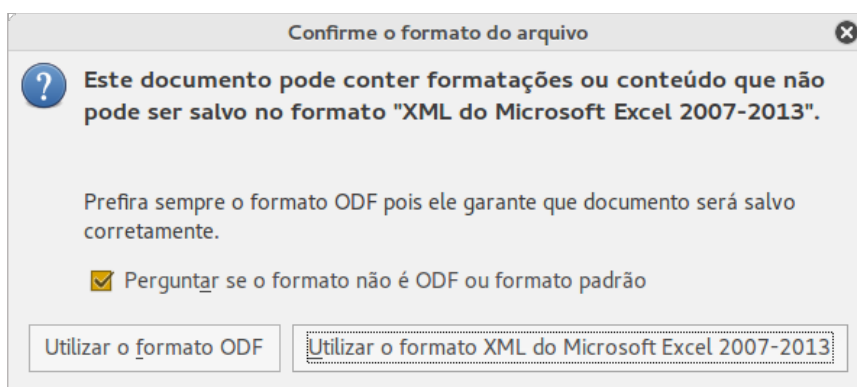 Confirme o formato do arquivo
Este documento pode conter formatações ou conteúdo que não
pode ser salvo no formato "XML do Microsoft Excel 2007-2013".
Prefira sempre o formato ODF pois ele garante que documento será salvo
corretamente.
Perguntar se o formato não é ODF ou formato padrão
Utilizar o formato ODF
Utilizar o formato XML do Microsoft Excel 2007-2013